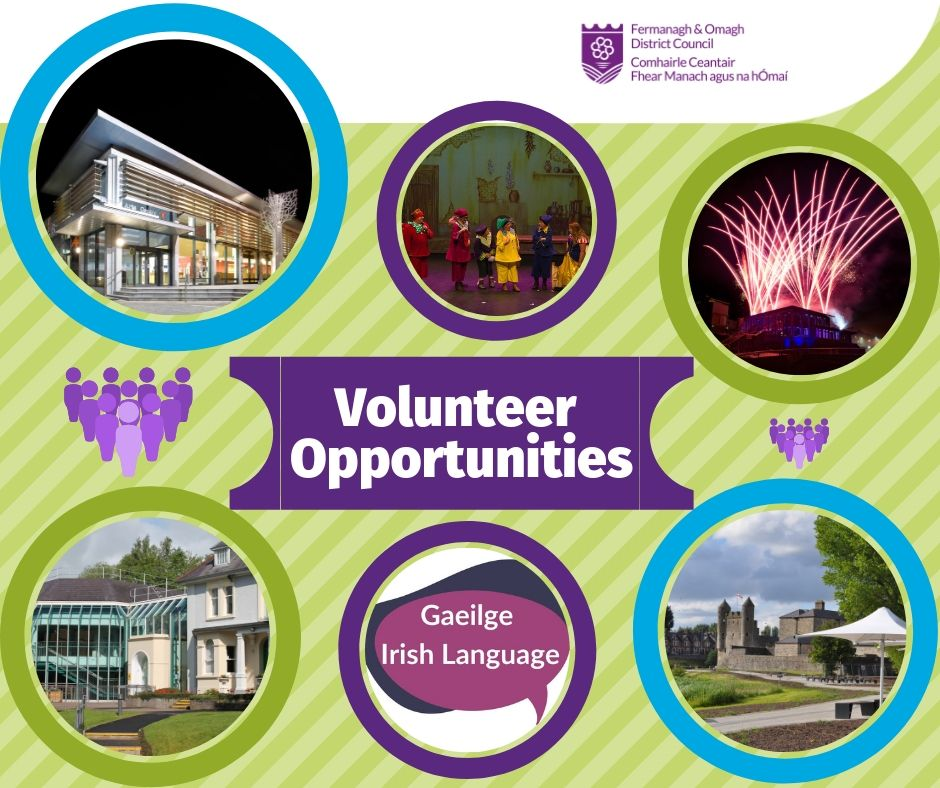 Fermanagh & Omagh
District Council
Comhairle Ceantair
Fhear Manach agus na hÓmaí
Volunteer
Opportunities
Gaeilge
Irish Language